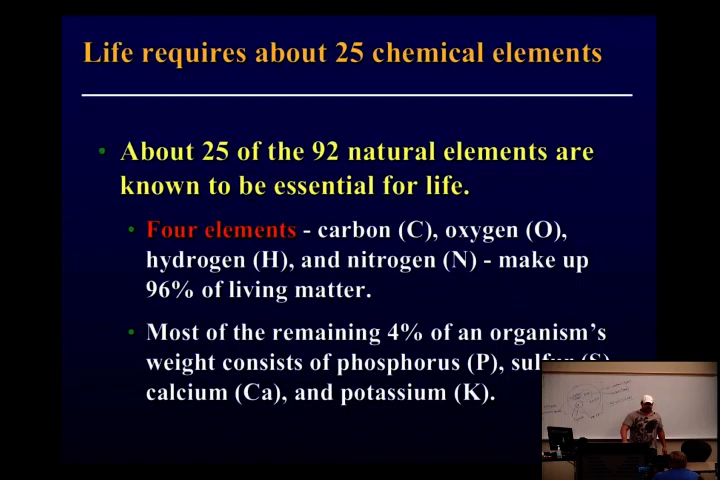 Life requires about 25 chemical elements
• About 25 of the 92 natural elements are
known to be essential for life.
• Four elements - carbon (C), oxygen (O),
hydrogen (H), and nitrogen (N) - make up
96% of living matter.
• Most of the remaining 4% of an organism’s
weight consists of phosphorus (P), sulfur (S)
calcium (Ca), and potassium (K).